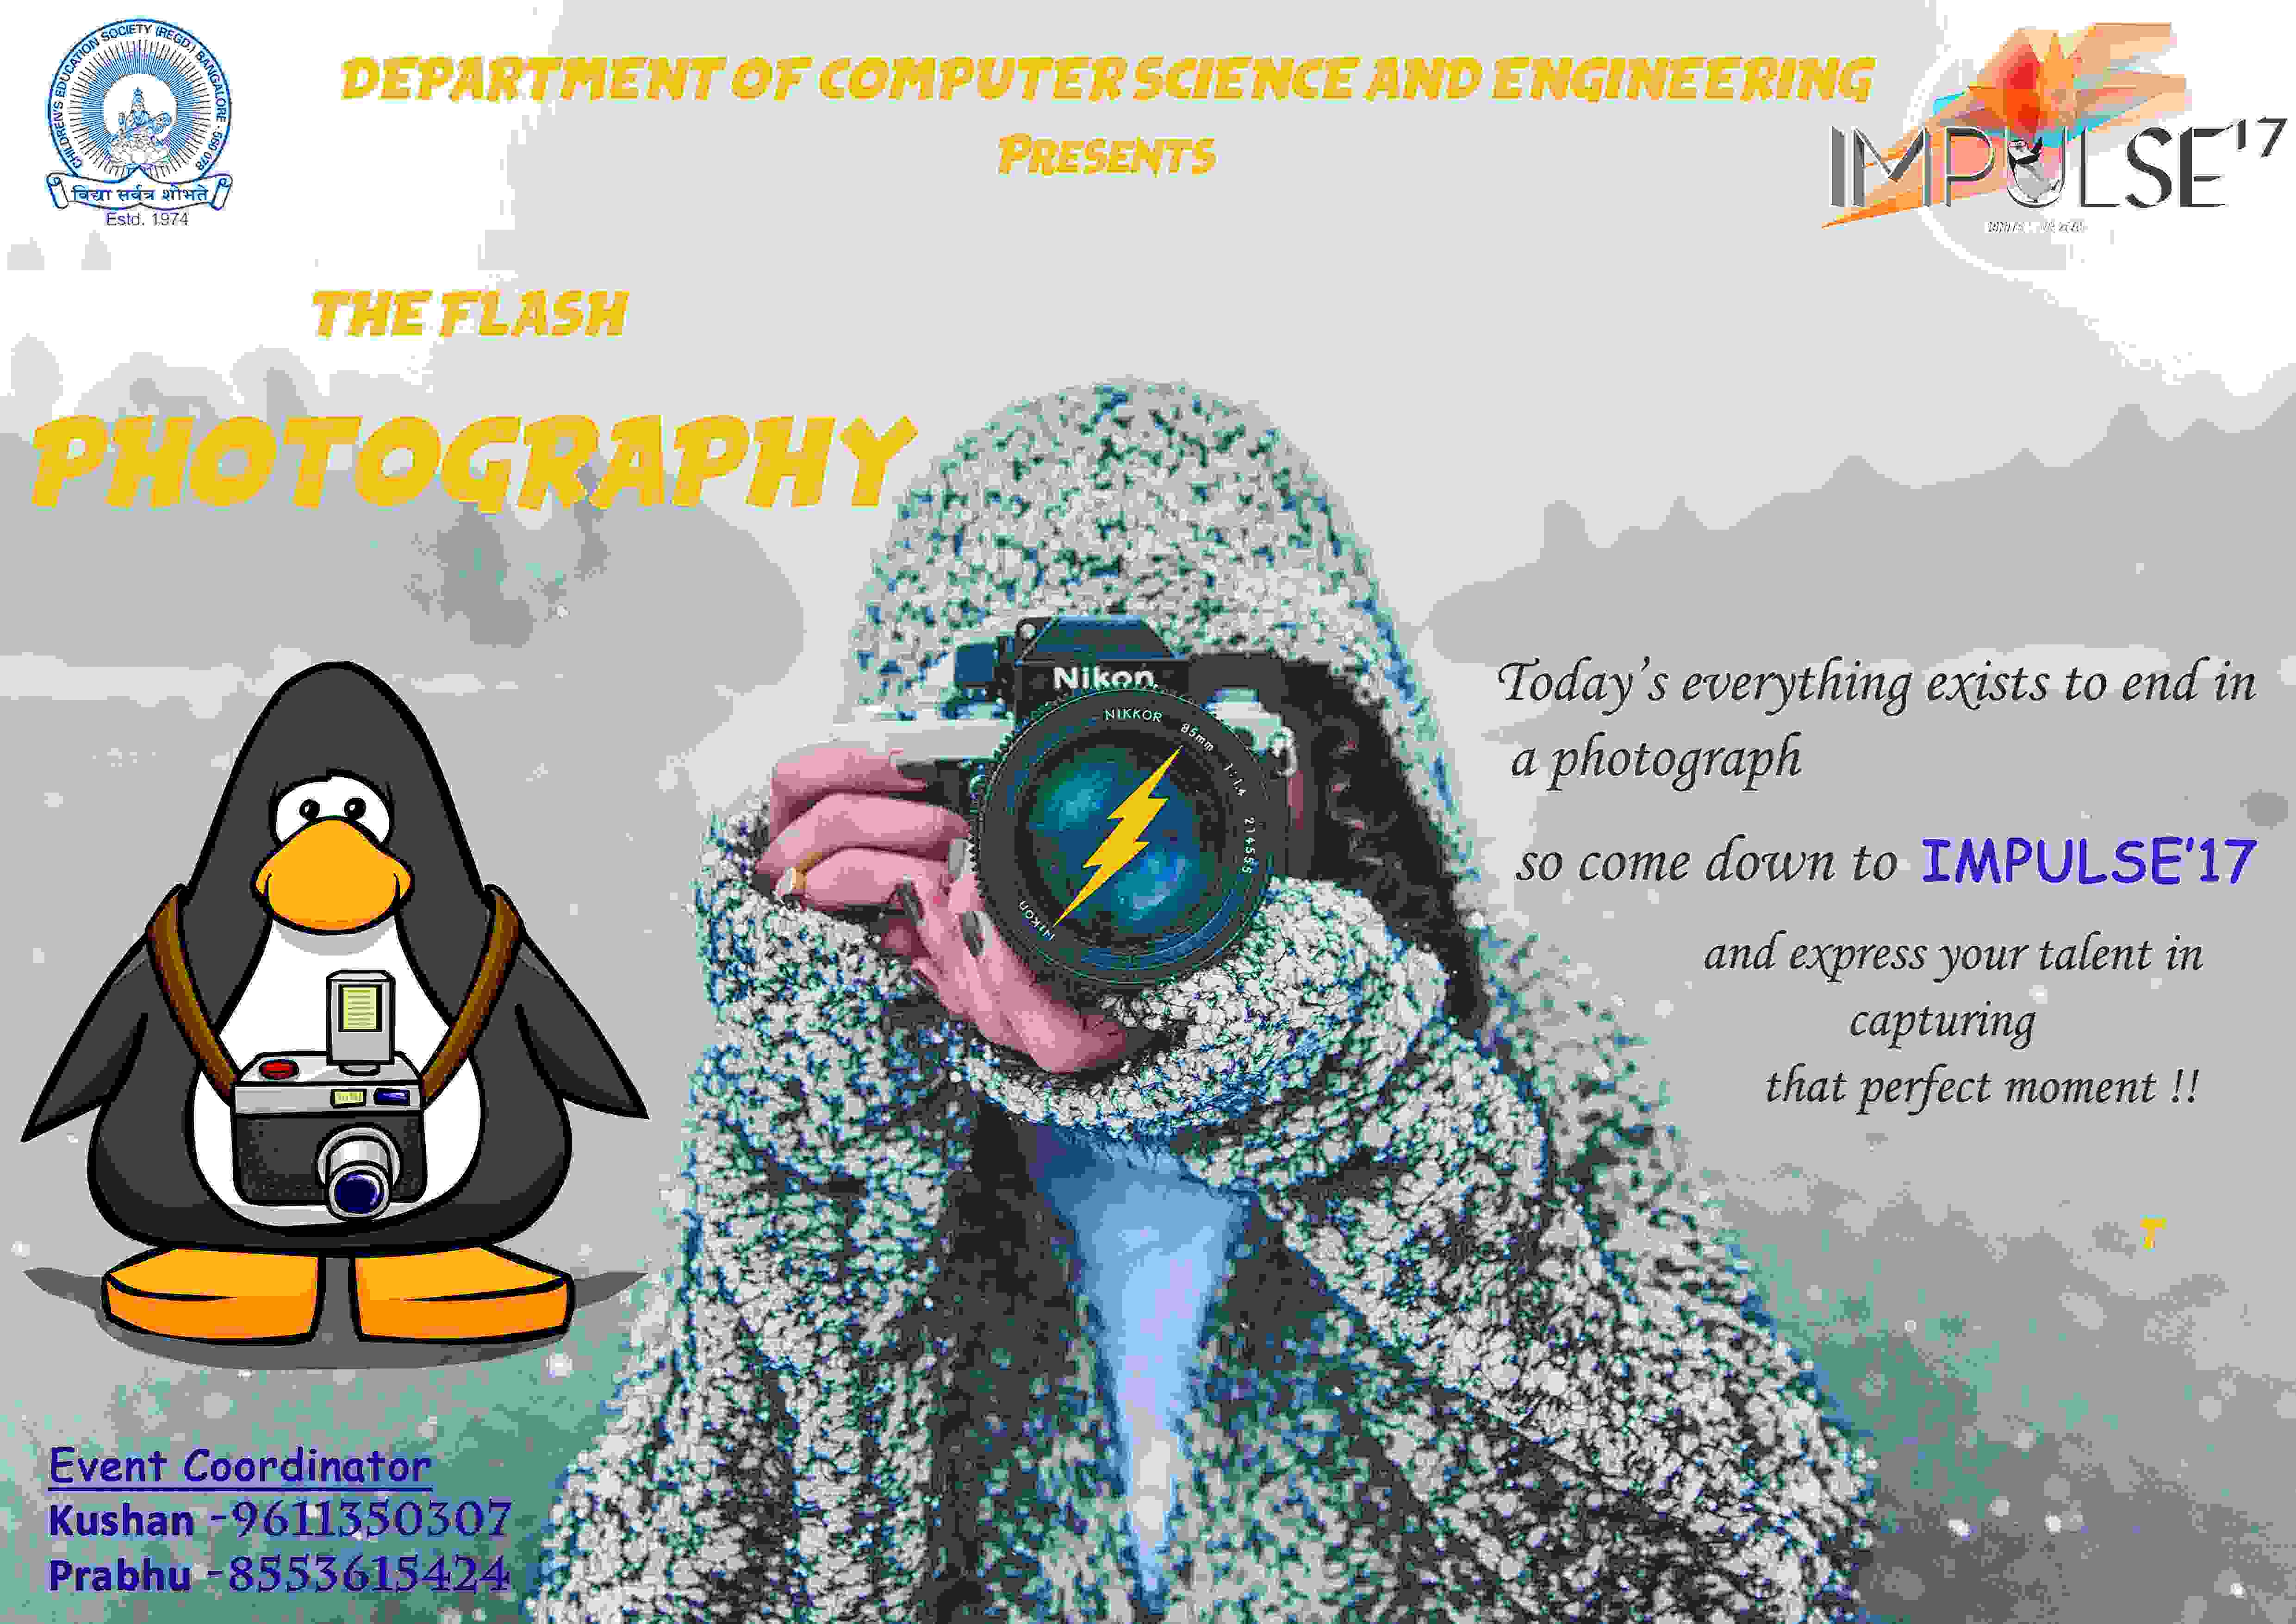 CHILDREN'S EDUCATION SOCIETY (REGD.) BANGALORE - 560 078
विद्या सर्वत्र शोभते
Estd. 1974
DEPARTMENT OF COMPUTER SCIENCE AND ENGINEERING
PRESENTS
IMPULSE'17
THE FLASH
PHOTOGRAPHY
Nikon
NIKKOR 85mm 1:1.4 214555
Nikon
Today's everything exists to end in
a photograph
so come down to IMPULSE'17
and express your talent in
capturing
that perfect moment !!
T
Event Coordinator
Kushan -9611350307
Prabhu -8553615424